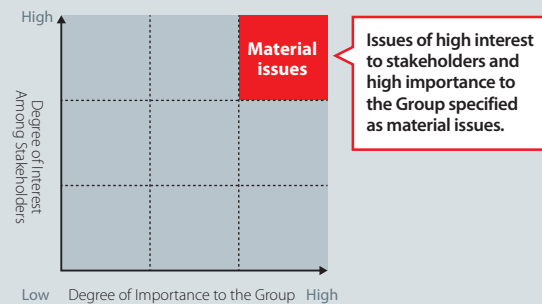 High
Degree of Interest
Among Stakeholders
Material
issues
Issues of high interest
to stakeholders and
high importance to
the Group specified
as material issues.
Low Degree of Importance to the Group High